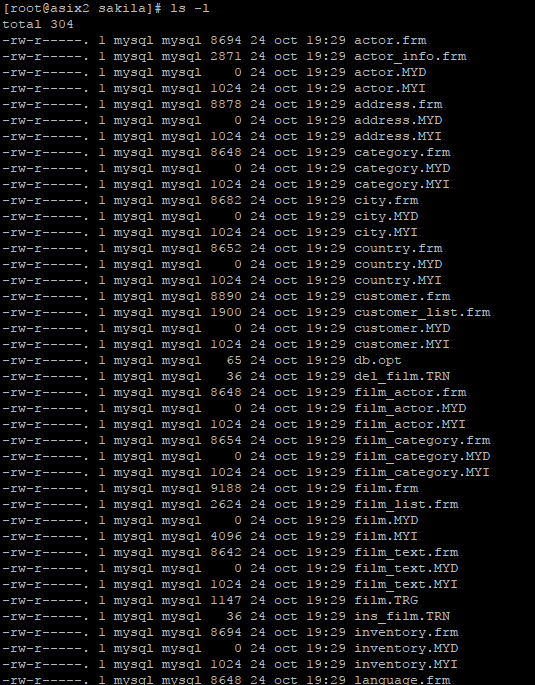 [root@asix2 sakila]# ls -l
total 304
-rw-r-----. 1 mysql mysql 8694 24 oct 19:29 actor.frm
-rw-r-----. 1 mysql mysql 2871 24 oct 19:29 actor_info.frm
-rw-r-----. 1 mysql mysql    0 24 oct 19:29 actor.MYD
-rw-r-----. 1 mysql mysql 1024 24 oct 19:29 actor.MYI
-rw-r-----. 1 mysql mysql 8878 24 oct 19:29 address.frm
-rw-r-----. 1 mysql mysql    0 24 oct 19:29 address.MYD
-rw-r-----. 1 mysql mysql 1024 24 oct 19:29 address.MYI
-rw-r-----. 1 mysql mysql 8648 24 oct 19:29 category.frm
-rw-r-----. 1 mysql mysql    0 24 oct 19:29 category.MYD
-rw-r-----. 1 mysql mysql 1024 24 oct 19:29 category.MYI
-rw-r-----. 1 mysql mysql 8682 24 oct 19:29 city.frm
-rw-r-----. 1 mysql mysql    0 24 oct 19:29 city.MYD
-rw-r-----. 1 mysql mysql 1024 24 oct 19:29 city.MYI
-rw-r-----. 1 mysql mysql 8652 24 oct 19:29 country.frm
-rw-r-----. 1 mysql mysql    0 24 oct 19:29 country.MYD
-rw-r-----. 1 mysql mysql 1024 24 oct 19:29 country.MYI
-rw-r-----. 1 mysql mysql 8890 24 oct 19:29 customer.frm
-rw-r-----. 1 mysql mysql 1900 24 oct 19:29 customer_list.frm
-rw-r-----. 1 mysql mysql    0 24 oct 19:29 customer.MYD
-rw-r-----. 1 mysql mysql 1024 24 oct 19:29 customer.MYI
-rw-r-----. 1 mysql mysql   65 24 oct 19:29 db.opt
-rw-r-----. 1 mysql mysql   36 24 oct 19:29 del_film.TRN
-rw-r-----. 1 mysql mysql 8648 24 oct 19:29 film_actor.frm
-rw-r-----. 1 mysql mysql    0 24 oct 19:29 film_actor.MYD
-rw-r-----. 1 mysql mysql 1024 24 oct 19:29 film_actor.MYI
-rw-r-----. 1 mysql mysql 8654 24 oct 19:29 film_category.frm
-rw-r-----. 1 mysql mysql    0 24 oct 19:29 film_category.MYD
-rw-r-----. 1 mysql mysql 1024 24 oct 19:29 film_category.MYI
-rw-r-----. 1 mysql mysql 9188 24 oct 19:29 film.frm
-rw-r-----. 1 mysql mysql 2624 24 oct 19:29 film_list.frm
-rw-r-----. 1 mysql mysql    0 24 oct 19:29 film.MYD
-rw-r-----. 1 mysql mysql 4096 24 oct 19:29 film.MYI
-rw-r-----. 1 mysql mysql 8642 24 oct 19:29 film_text.frm
-rw-r-----. 1 mysql mysql    0 24 oct 19:29 film_text.MYD
-rw-r-----. 1 mysql mysql 1024 24 oct 19:29 film_text.MYI
-rw-r-----. 1 mysql mysql 1147 24 oct 19:29 film.TRG
-rw-r-----. 1 mysql mysql   36 24 oct 19:29 ins_film.TRN
-rw-r-----. 1 mysql mysql 8694 24 oct 19:29 inventory.frm
-rw-r-----. 1 mysql mysql    0 24 oct 19:29 inventory.MYD
-rw-r-----. 1 mysql mysql 1024 24 oct 19:29 inventory.MYI
-rw-r-----. 1 mysql mysql 8648 24 oct 19:29 language.frm